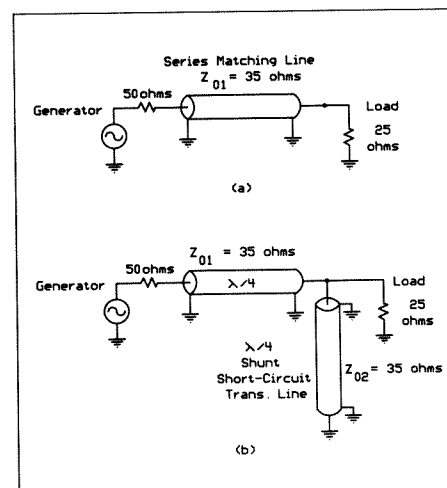 Series Matching Line
Z01 = 35 ohms
50ohms
Generator
Load
25
ohms
(a)
Z01 = 35 ohms
50ohms
Generator
λ/4
Load
25
ohms
λ/4
Shunt
Short-Circuit
Trans. Line
Z02 = 35 ohms
(b)